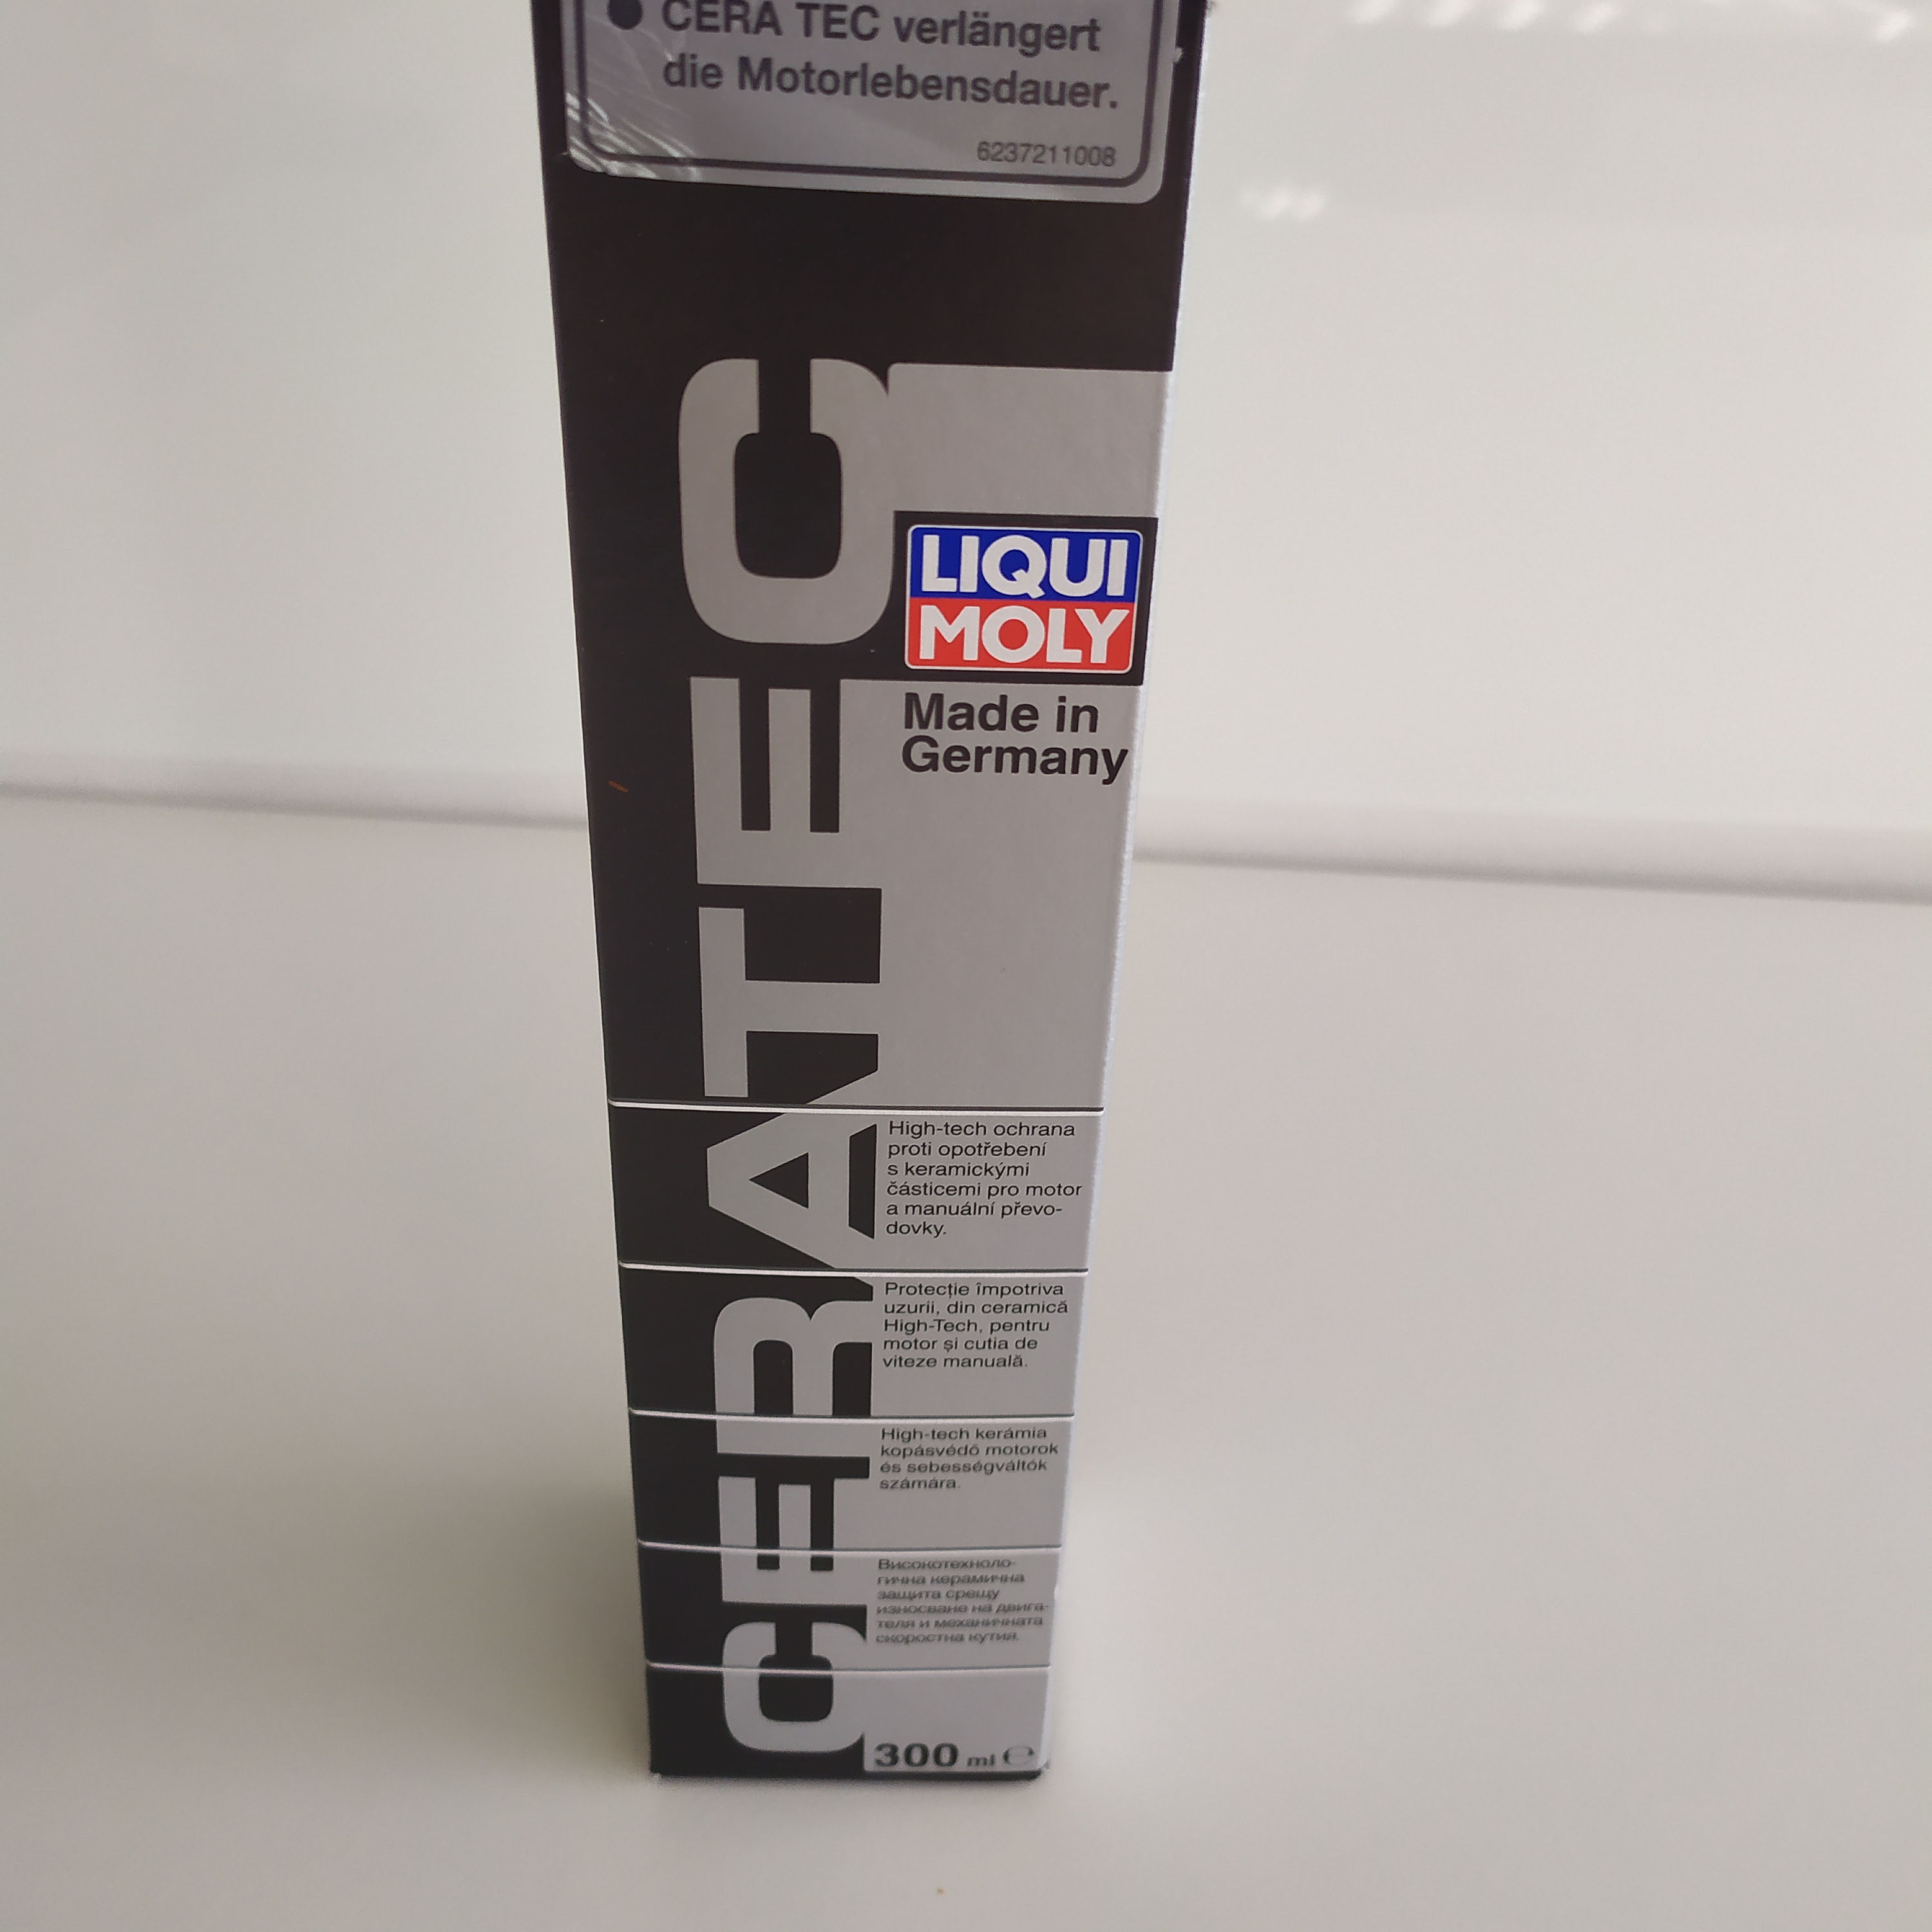 CERA TEC verlängert
die Motorlebensdauer.
6237211008
CERATEC
LIQUI
MOLY
Made in
Germany
High-tech ochrana
proti opotřebení
s keramickými
částicemi pro motor
a manuální převo-
dovky.
Protecție împotriva
uzurii, din ceramică
High-Tech, pentru
motor și cutia de
viteze manuală.
High-tech kerámia
kopásvédő motorok
és sebességváltók
számára.
Високотехноло-
гична керамична
защита срещу
износване на двига-
теля и механичната
скоростна кутия.
300 ml ℮